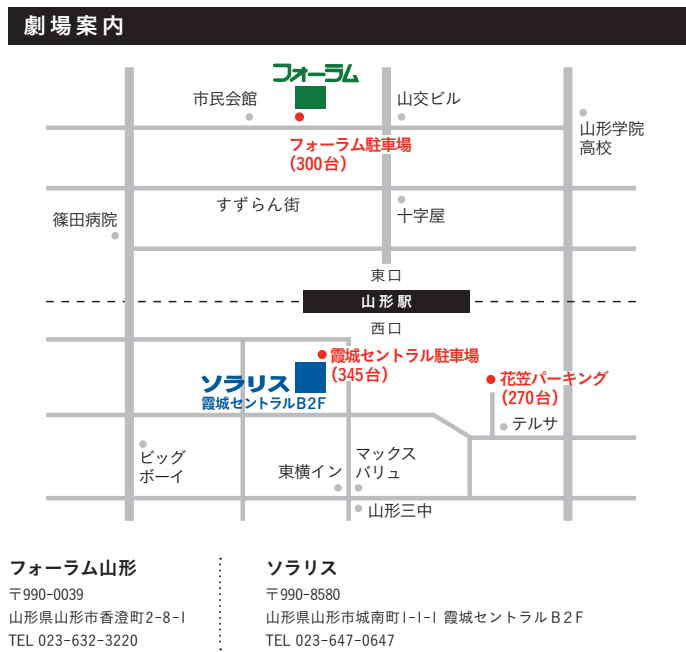 劇場案内
フォーラム
市民会館
山交ビル
山形学院
高校
フォーラム駐車場
(300台)
すずらん街
十字屋
篠田病院
東口
山形駅
西口
霞城セントラル駐車場
(345台)
ソラリス
霞城セントラルB2F
花笠パーキング
(270台)
テルサ
ビッグ
ボーイ
東横イン
マックス
バリュ
山形三中
フォーラム山形
〒990-0039
山形県山形市香澄町2-8-1
TEL 023-632-3220
ソラリス
〒990-8580
山形県山形市城南町1-1-1 霞城セントラルB2F
TEL 023-647-0647